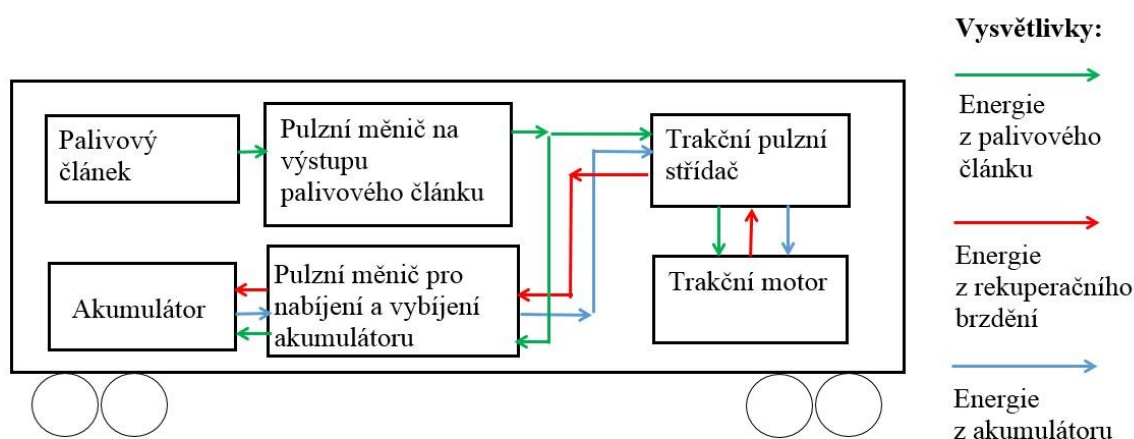 Palivový
článek
Pulzní měnič na
výstupu
palivového článku
Trakční pulzní
střídač
Akumulátor
Pulzní měnič pro
nabíjení a vybíjení
akumulátoru
Trakční motor
Vysvětlivky:
Energie
z palivového
článku
Energie
z rekuperačního
brzdění
Energie
z akumulátoru